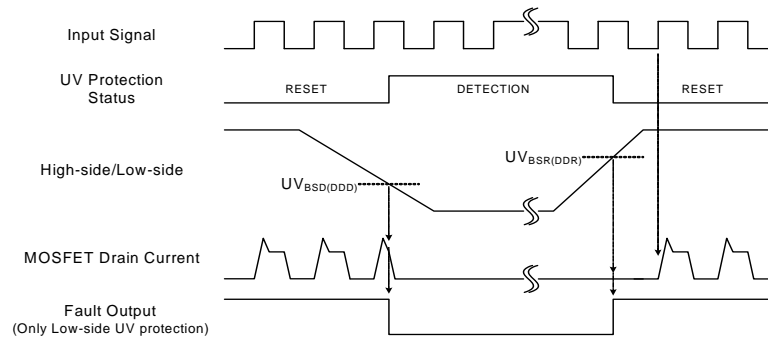 Input Signal
UV Protection
Status
RESET
DETECTION
RESET
High-side/Low-side
UVBSD(DDD)
UVBSR(DDR)
MOSFET Drain Current
Fault Output
(Only Low-side UV protection)